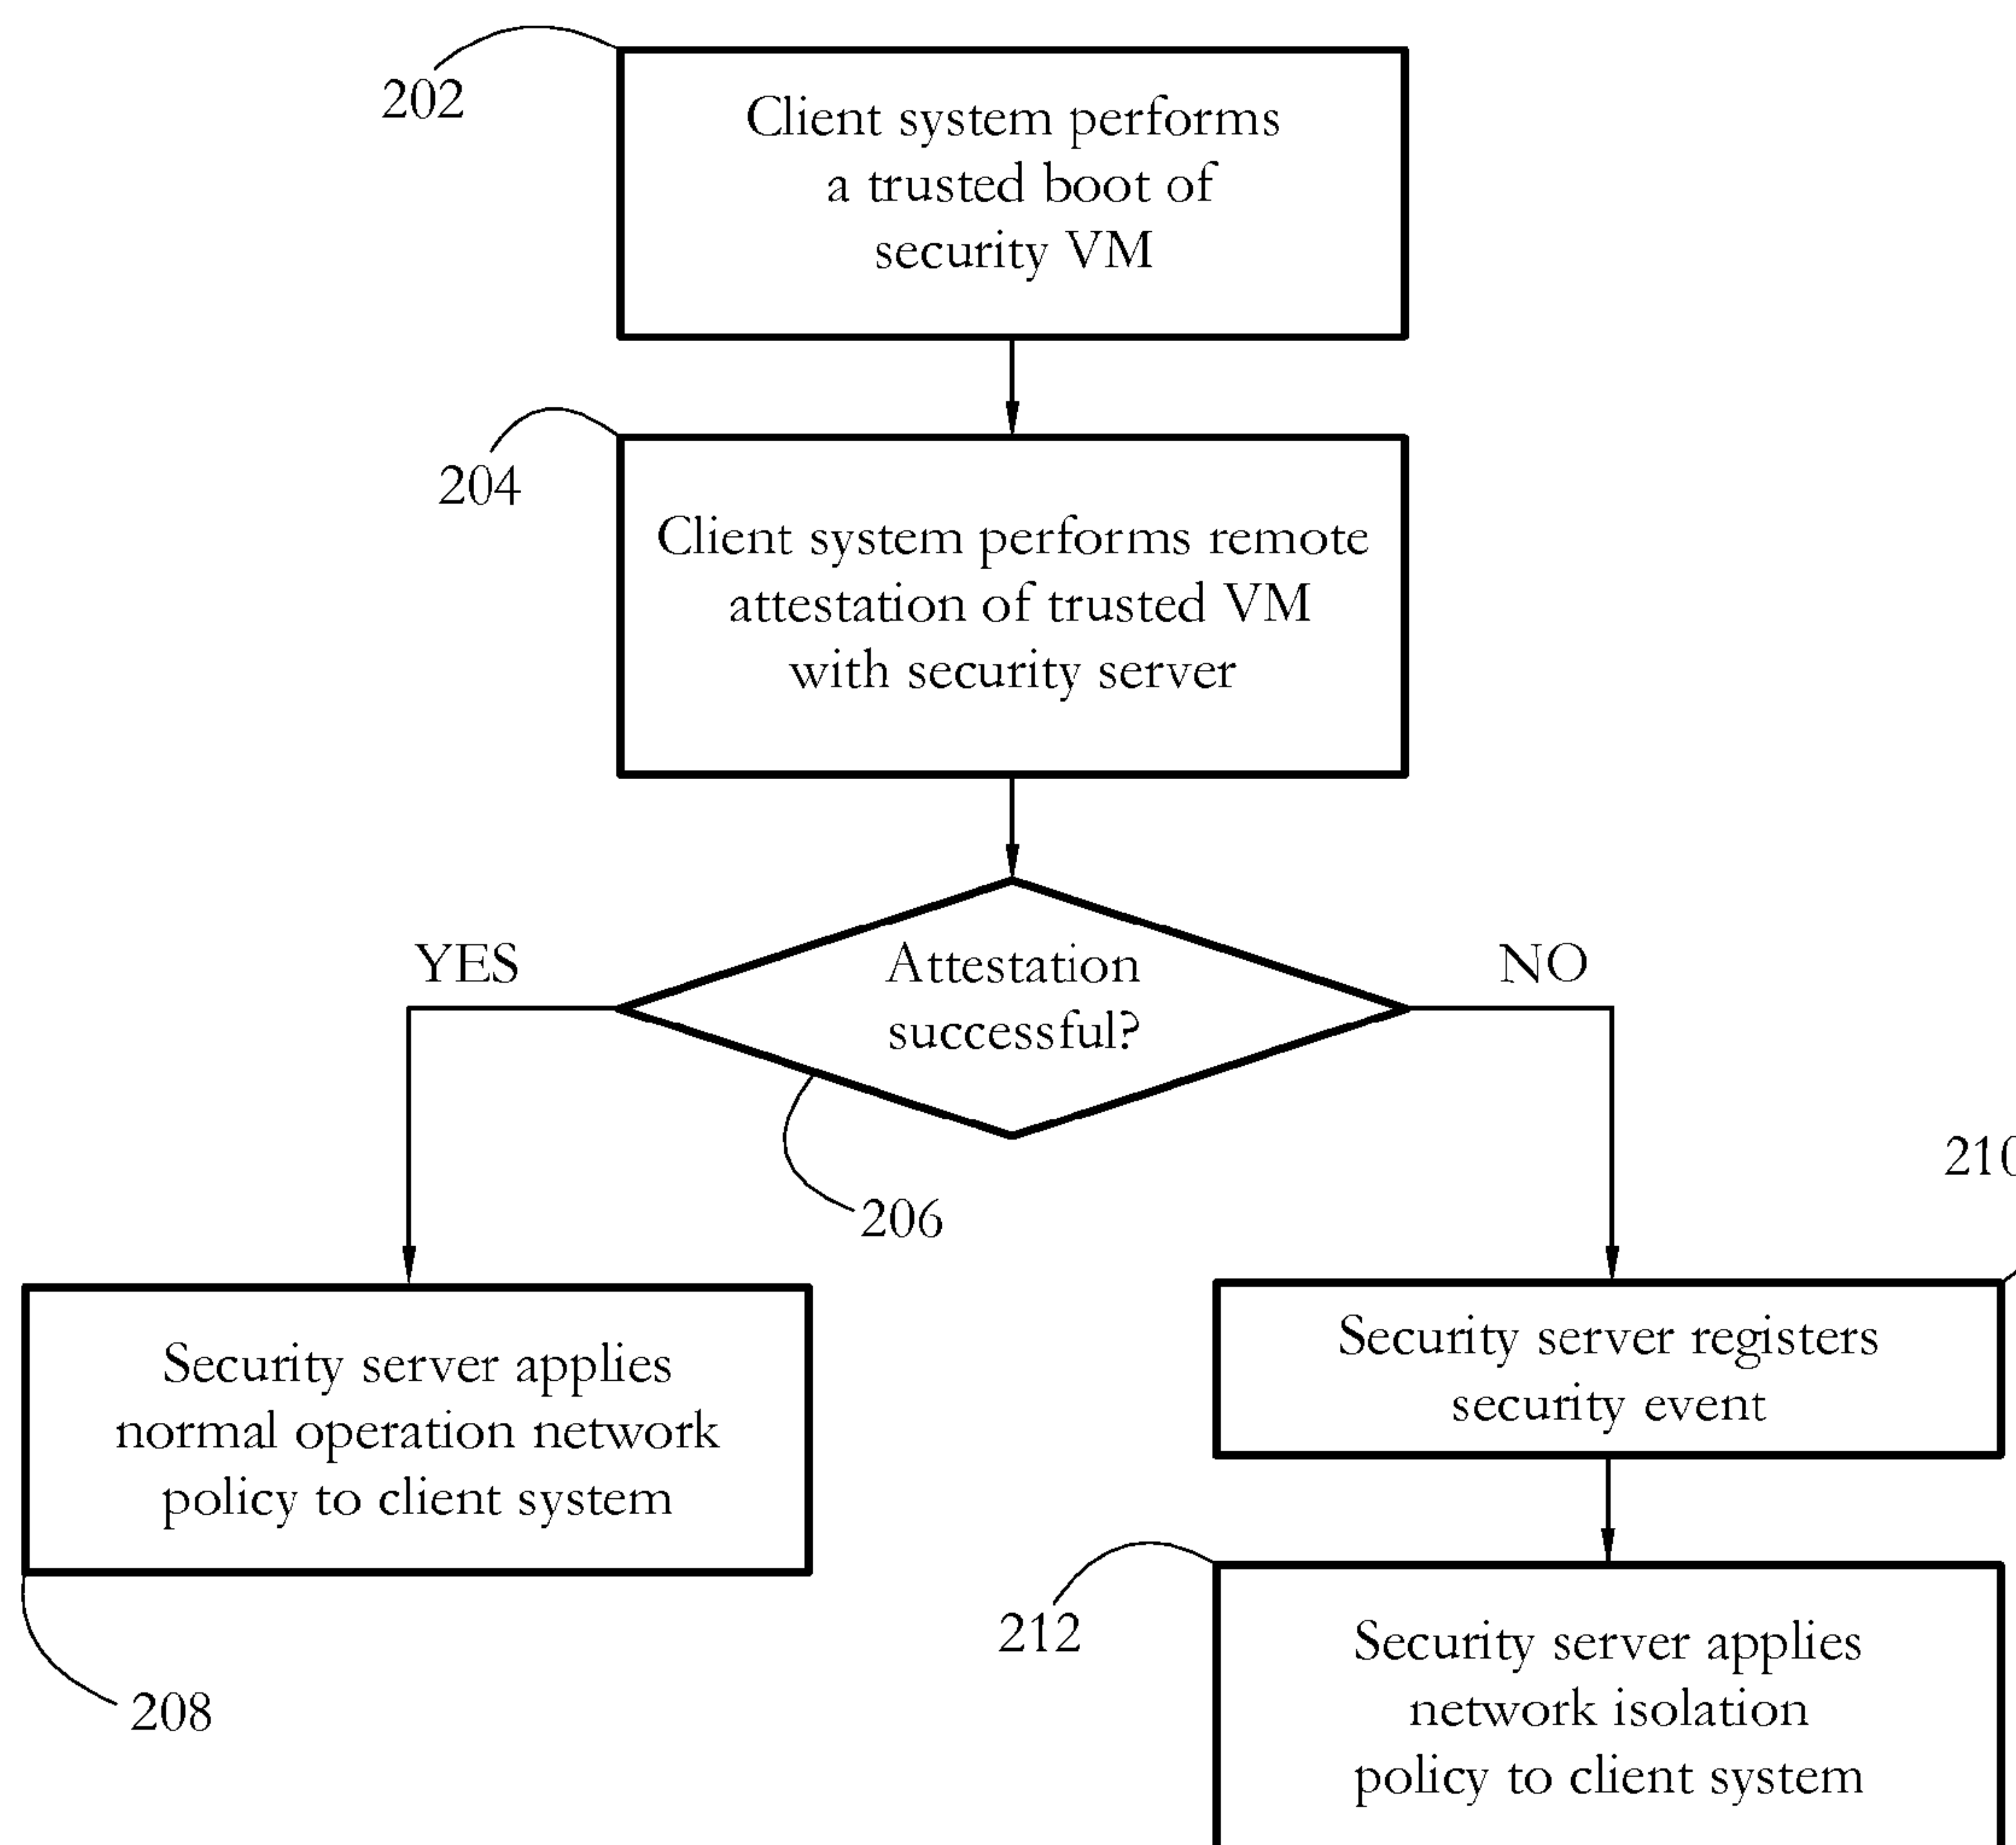 202
Client system performs
a trusted boot of
security VM
204
Client system performs remote
attestation of trusted VM
with security server
YES
Attestation
successful?
NO
206
210
Security server applies
normal operation network
policy to client system
208
Security server registers
security event
212
Security server applies
network isolation
policy to client system